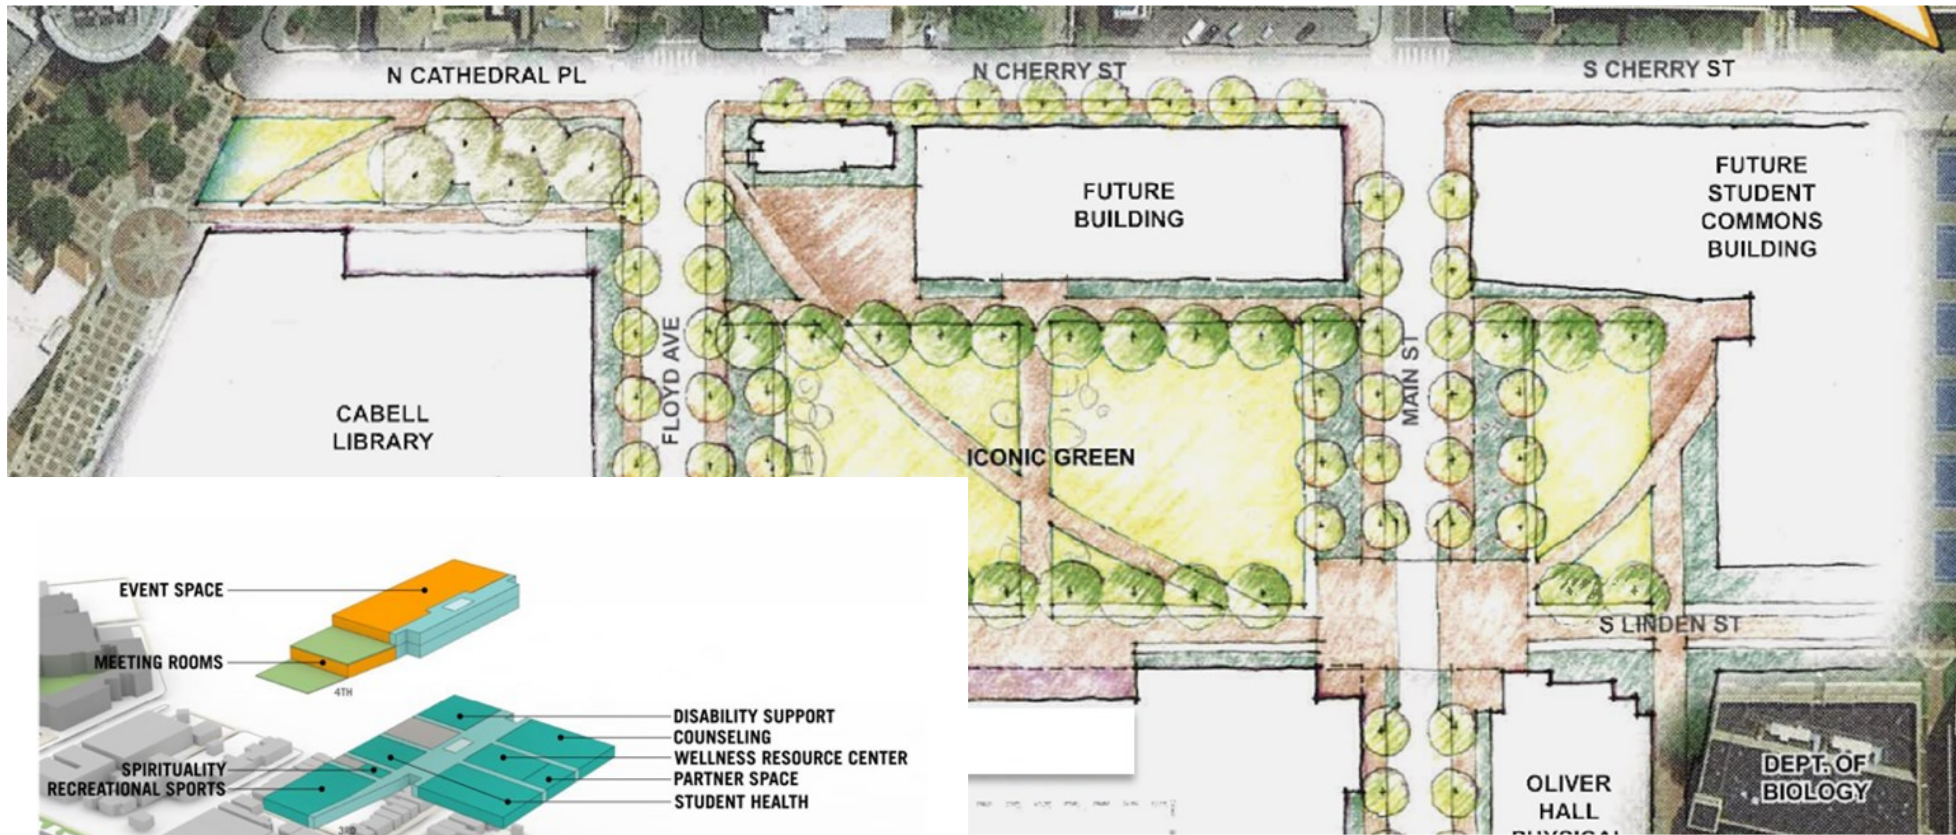 N CATHEDRAL PL
N CHERRY ST
S CHERRY ST
FUTURE
BUILDING
FUTURE
STUDENT
COMMONS
BUILDING
FLOYD AVE
MAIN ST
CABELL
LIBRARY
ICONIC GREEN
S LINDEN ST
OLIVER
HALL
PHYSICAL
DEPT. OF
BIOLOGY
EVENT SPACE
MEETING ROOMS
4TH
DISABILITY SUPPORT
COUNSELING
WELLNESS RESOURCE CENTER
PARTNER SPACE
STUDENT HEALTH
SPIRITUALITY
RECREATIONAL SPORTS
3RD